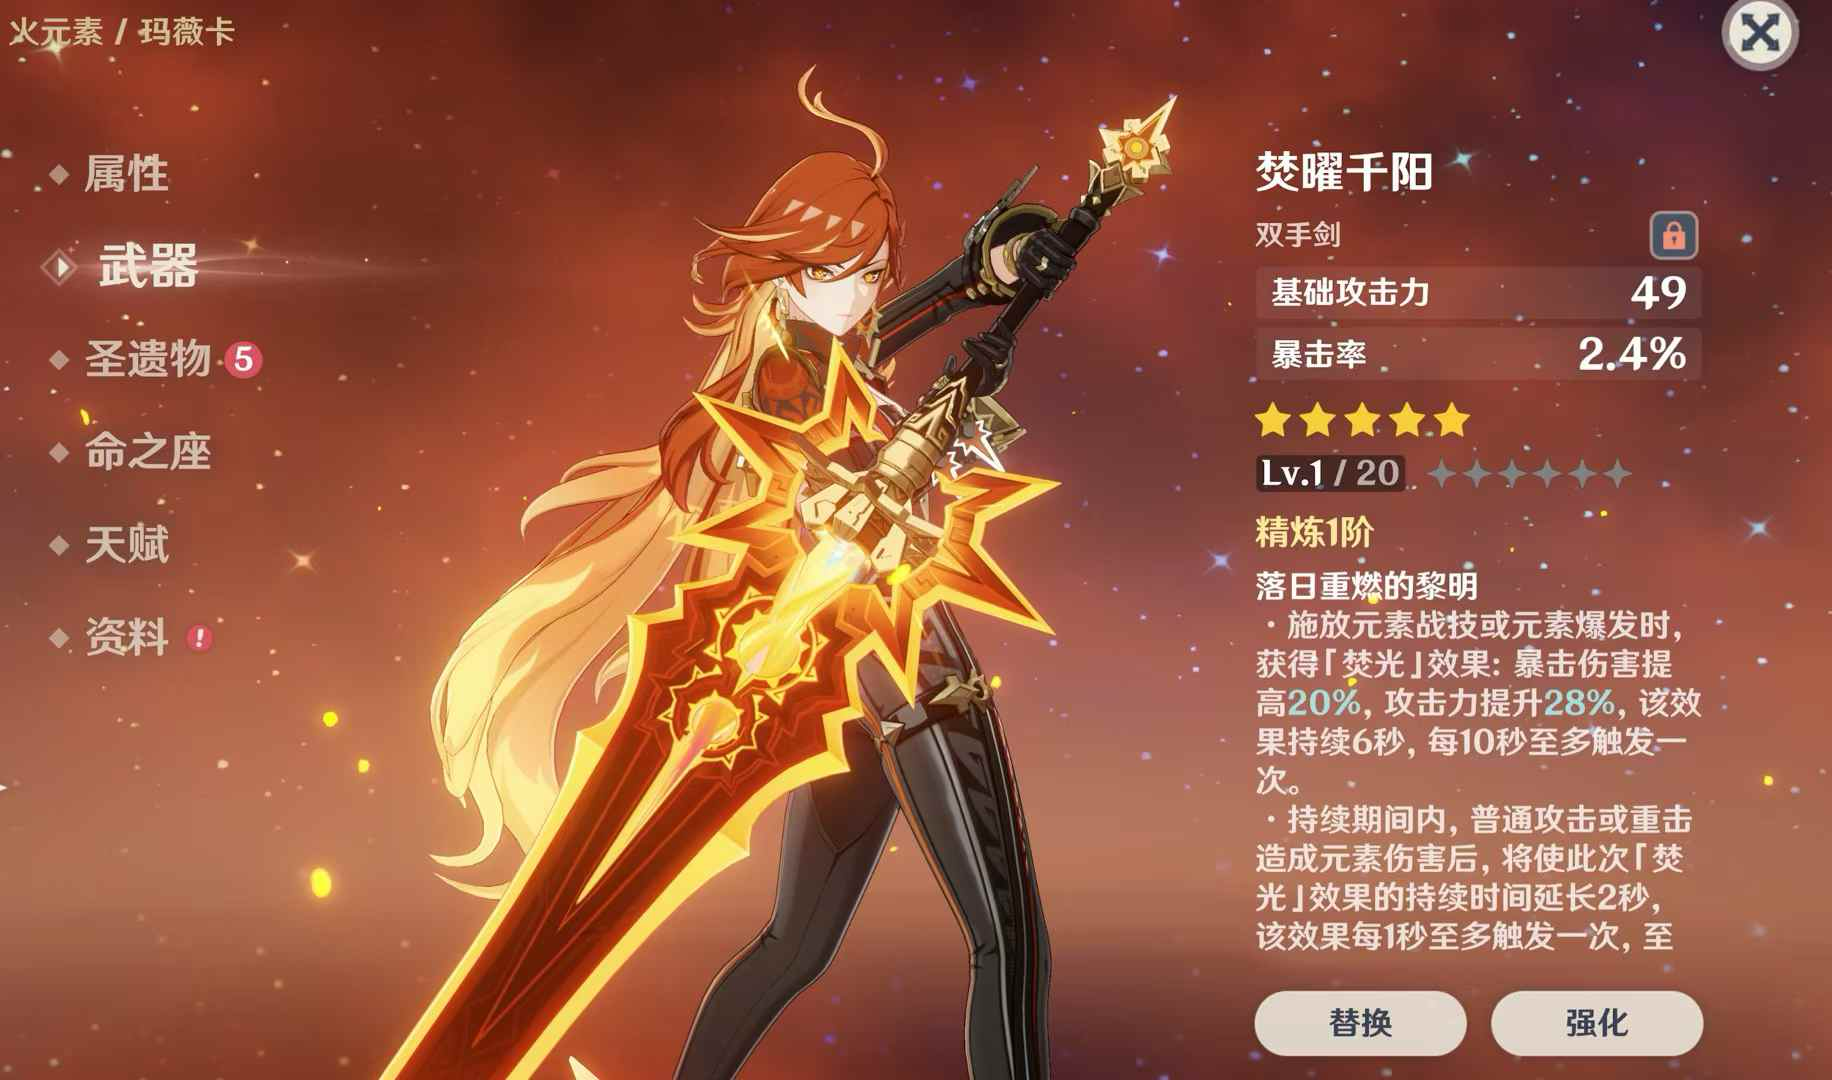 火元素 / 玛薇卡
属性
武器
圣遗物 5
命之座
天赋
资料 !
焚曜千阳
双手剑
基础攻击力 49
暴击率 2.4%
Lv.1 / 20
精炼1阶
落日重燃的黎明
·施放元素战技或元素爆发时,
获得「焚光」效果: 暴击伤害提
高20%, 攻击力提升28%, 该效
果持续6秒, 每10秒至多触发一
次。
·持续期间内, 普通攻击或重击
造成元素伤害后, 将使此次「焚
光」效果的持续时间延长2秒,
该效果每1秒至多触发一次, 至
替换
强化